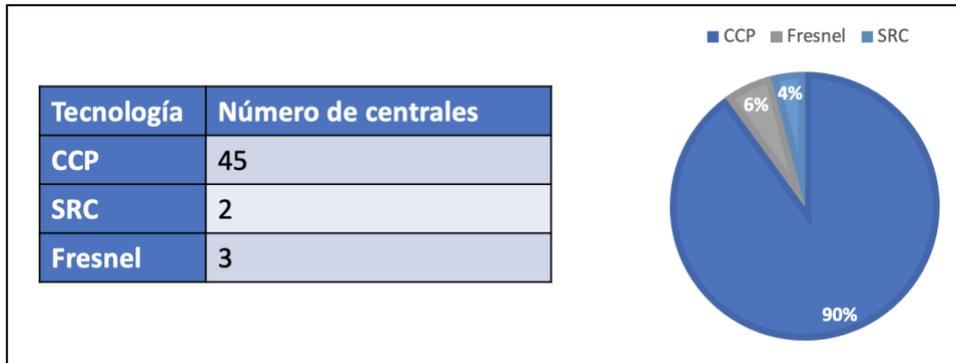 Tecnología Número de centrales
CCP 45
SRC 2
Fresnel 3
CCP Fresnel SRC
4%
6%
90%